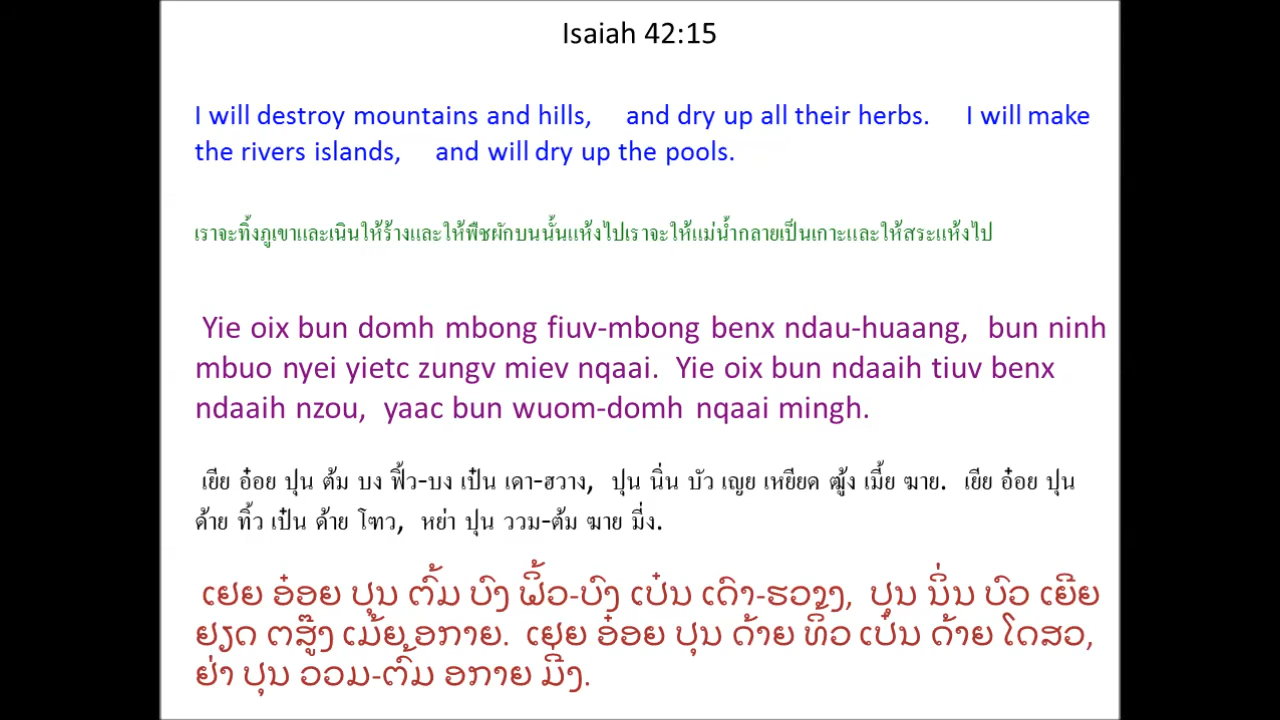 Isaiah 42:15
I will destroy mountains and hills, and dry up all their herbs. I will make
the rivers islands, and will dry up the pools.
เราจะทิ้งภูเขาและเนินให้ร้างและให้พืชผักบนนั้นแห้งไปเราจะให้แม่น้ำกลายเป็นเกาะและให้สระแห้งไป
Yie oix bun domh mbong fiuv-mbong benx ndau-huaang, bun ninh
mbuo nyei yietc zungv miev nqaai. Yie oix bun ndaaih tiuv benx
ndaaih nzou, yaac bun wuom-domh nqaai mingh.
เยีย อ๋อย ปุน ต้ม บง ฟิ้ว-บง เป๋น เดา-ฮวาง, ปุน นิ่น บัว เญย เหยียด ฒู้ง เมี้ย ฆาย. เยีย อ๋อย ปุน
ด้าย ทิ้ว เป๋น ด้าย โฑว, หย่า ปุน ววม-ต้ม ฆาย มี่ง.
ເຢຍ ອ໋ອຍ ປຸນ ຕົ້ມ ບົງ ຟິ້ວ-ບົງ ເປ໋ນ ເດົາ-ຮວາງ, ປຸນ ນິ່ນ ບົວ ເຍີຍ
ຢຽດ ຕສູ໊ງ ເມ້ຍ ອກາຍ. ເຢຍ ອ໋ອຍ ປຸນ ດ້າຍ ທິ້ວ ເປ໋ນ ດ້າຍ ໂດສວ,
ຢ່າ ປຸນ ວວມ-ຕົ້ມ ອກາຍ ມີ່ງ.